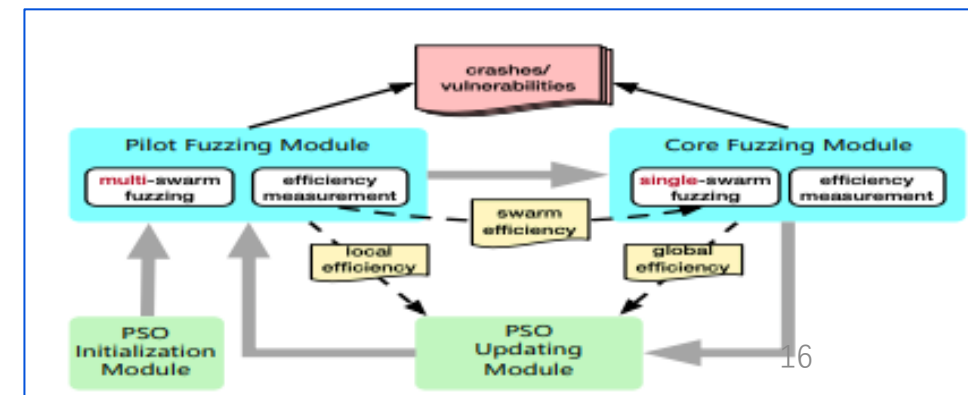 crashes/
vulnerabilities
Pilot Fuzzing Module
multi-swarm
fuzzing
efficiency
measurement
Core Fuzzing Module
single-swarm
fuzzing
efficiency
measurement
swarm
efficiency
local
efficiency
global
efficiency
PSO
Initialization
Module
PSO
Updating
Module
16